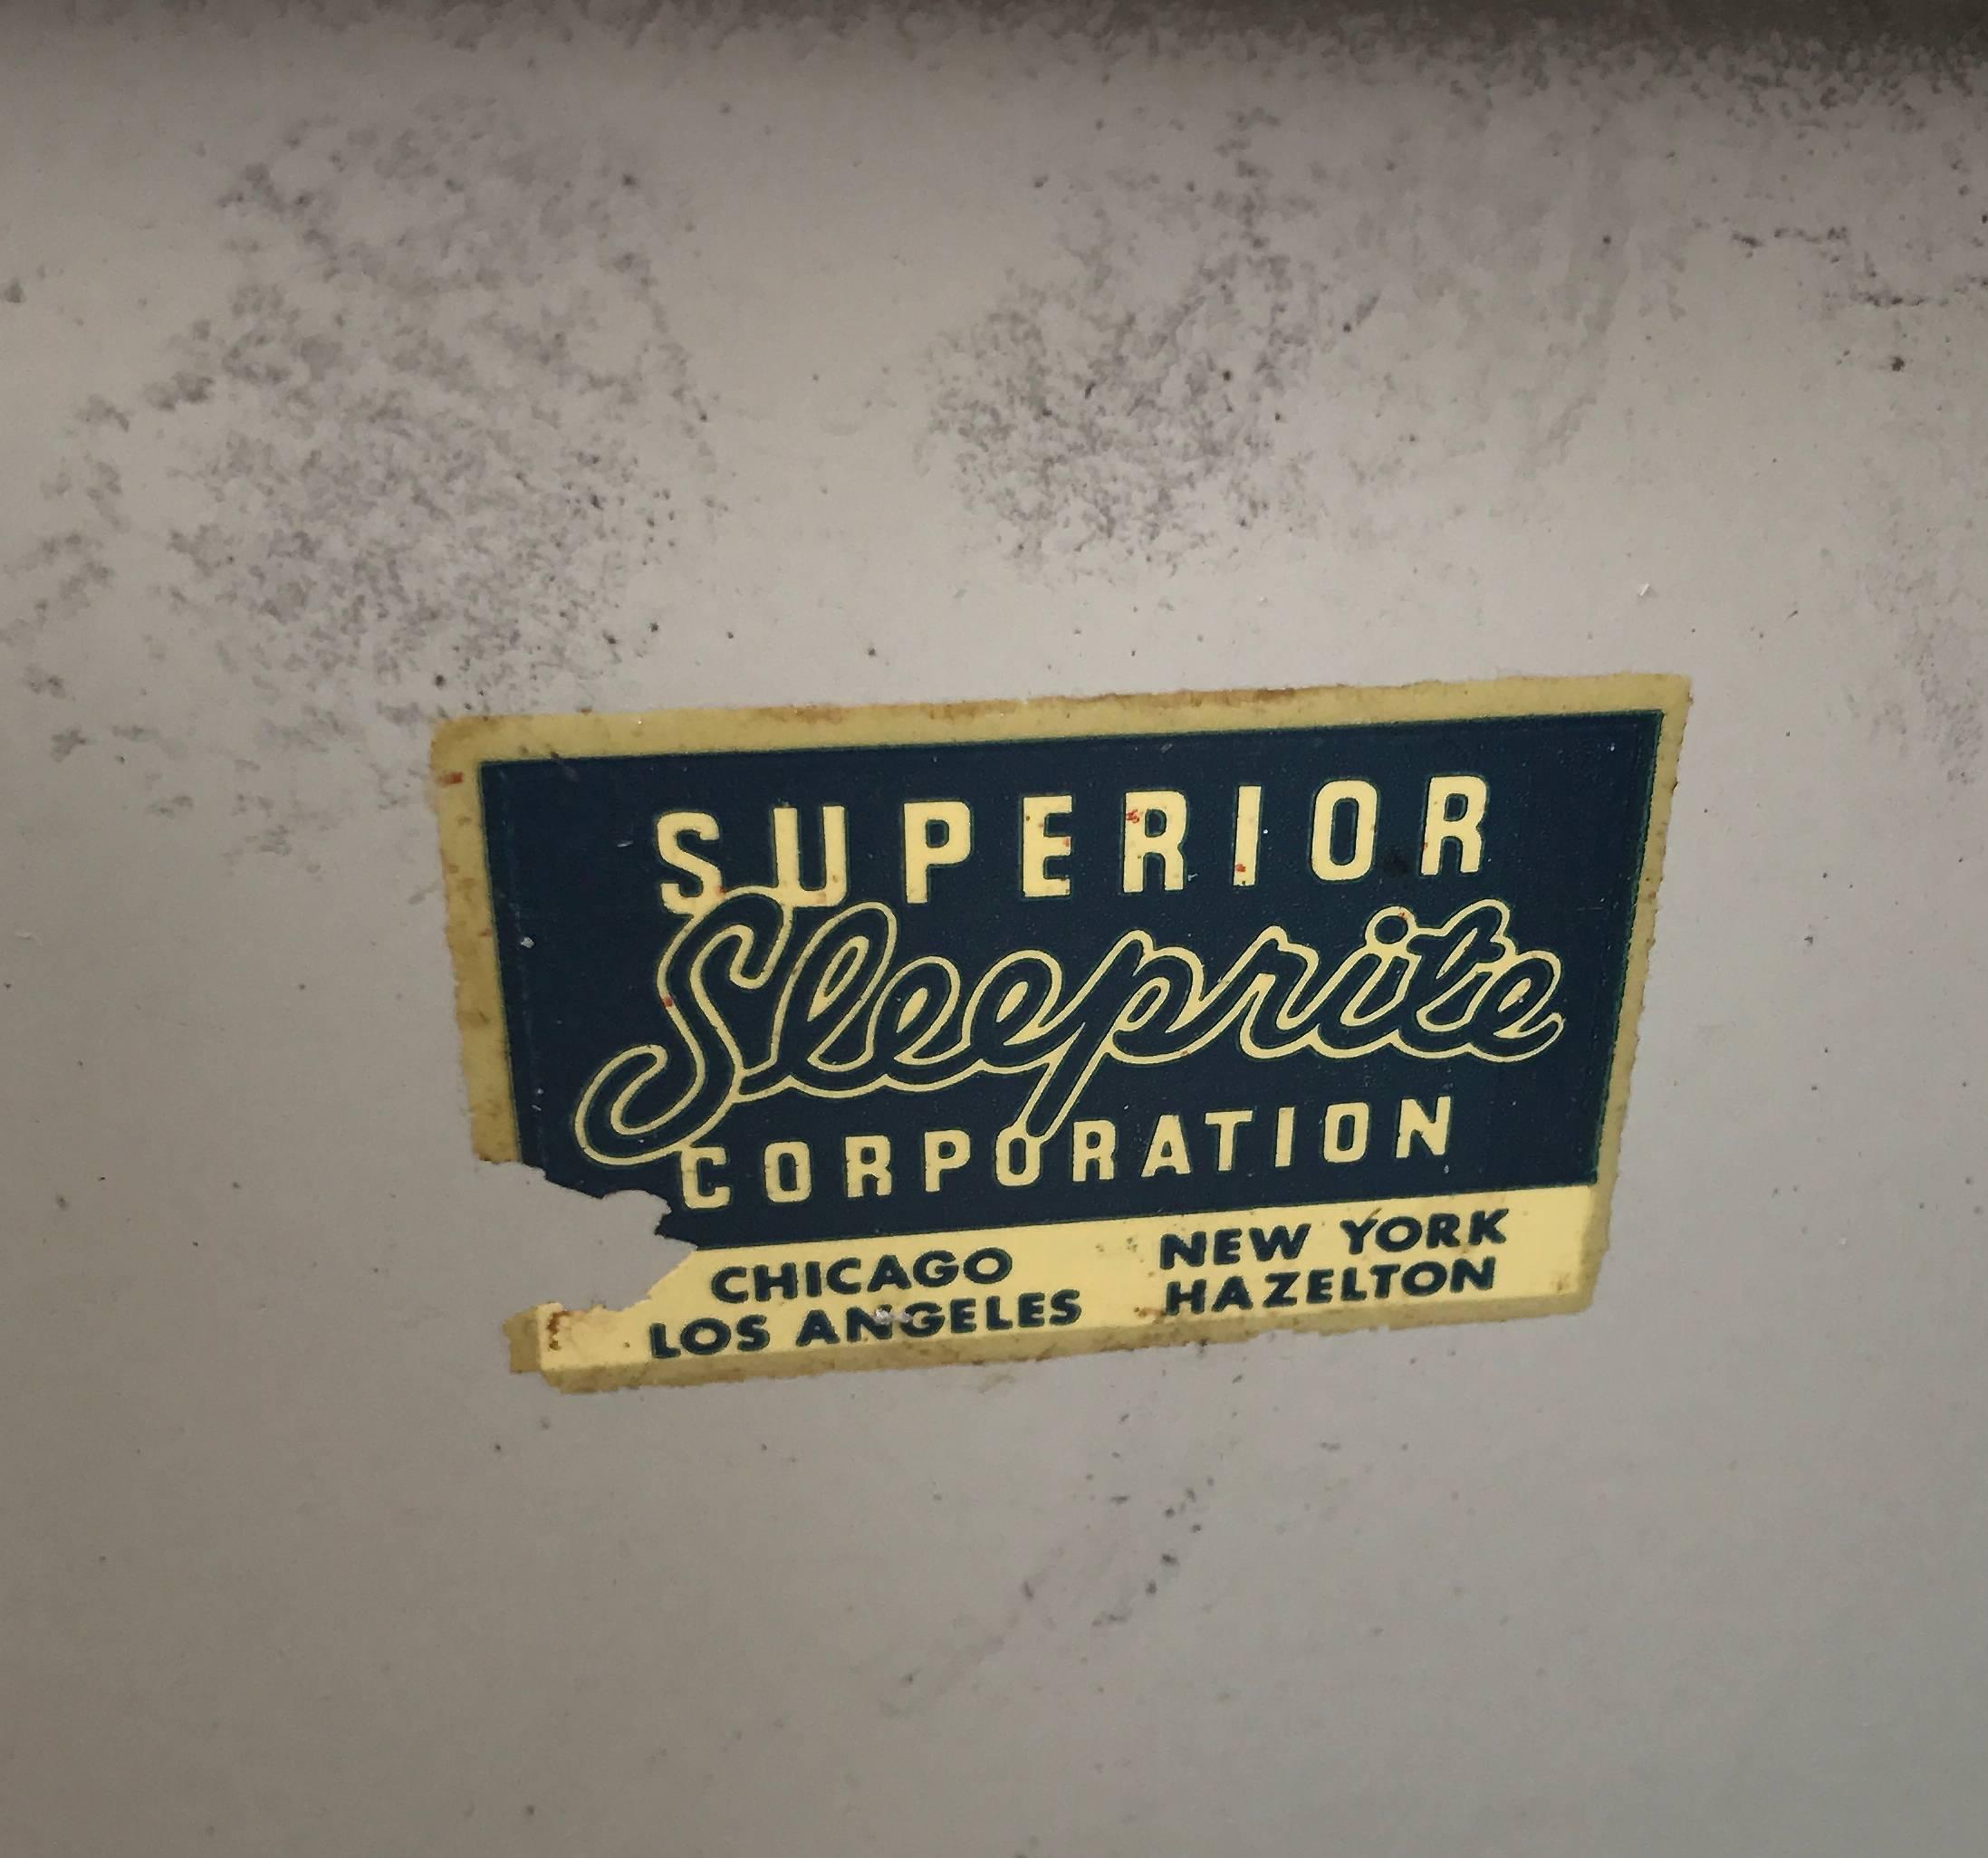 SUPERIOR
Sleeprite
CORPORATION
CHICAGO NEW YORK
LOS ANGELES HAZELTON